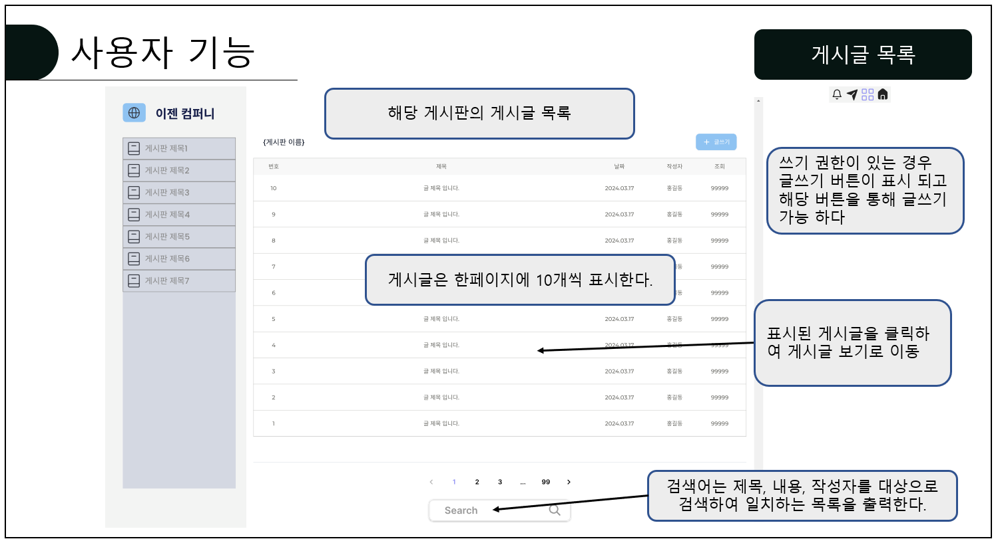 사용자 기능
게시글 목록
이젠 컴퍼니
게시판 제목1
게시판 제목2
게시판 제목3
게시판 제목4
게시판 제목5
게시판 제목6
게시판 제목7
해당 게시판의 게시글 목록
{게시판 이름}
+ 글쓰기
번호 제목 날짜 작성자 조회
10 글 제목 입니다. 2024.03.17 홍길동 99999
9 글 제목 입니다. 2024.03.17 홍길동 99999
8 글 제목 입니다. 2024.03.17 홍길동 99999
7 길동 99999
게시글은 한페이지에 10개씩 표시한다.
6 길동 99999
5 글 제목 입니다. 2024.03.17 홍길동 99999
4 글 제목 입니다. 2024.03.17 홍길동 99999
3 글 제목 입니다. 2024.03.17 홍길동 99999
2 글 제목 입니다. 2024.03.17 홍길동 99999
1 글 제목 입니다. 2024.03.17 홍길동 99999
쓰기 권한이 있는 경우
글쓰기 버튼이 표시 되고
해당 버튼을 통해 글쓰기
가능 하다
표시된 게시글을 클릭하
여 게시글 보기로 이동
< 1 2 3 ... 99 >
Search
검색어는 제목, 내용, 작성자를 대상으로
검색하여 일치하는 목록을 출력한다.